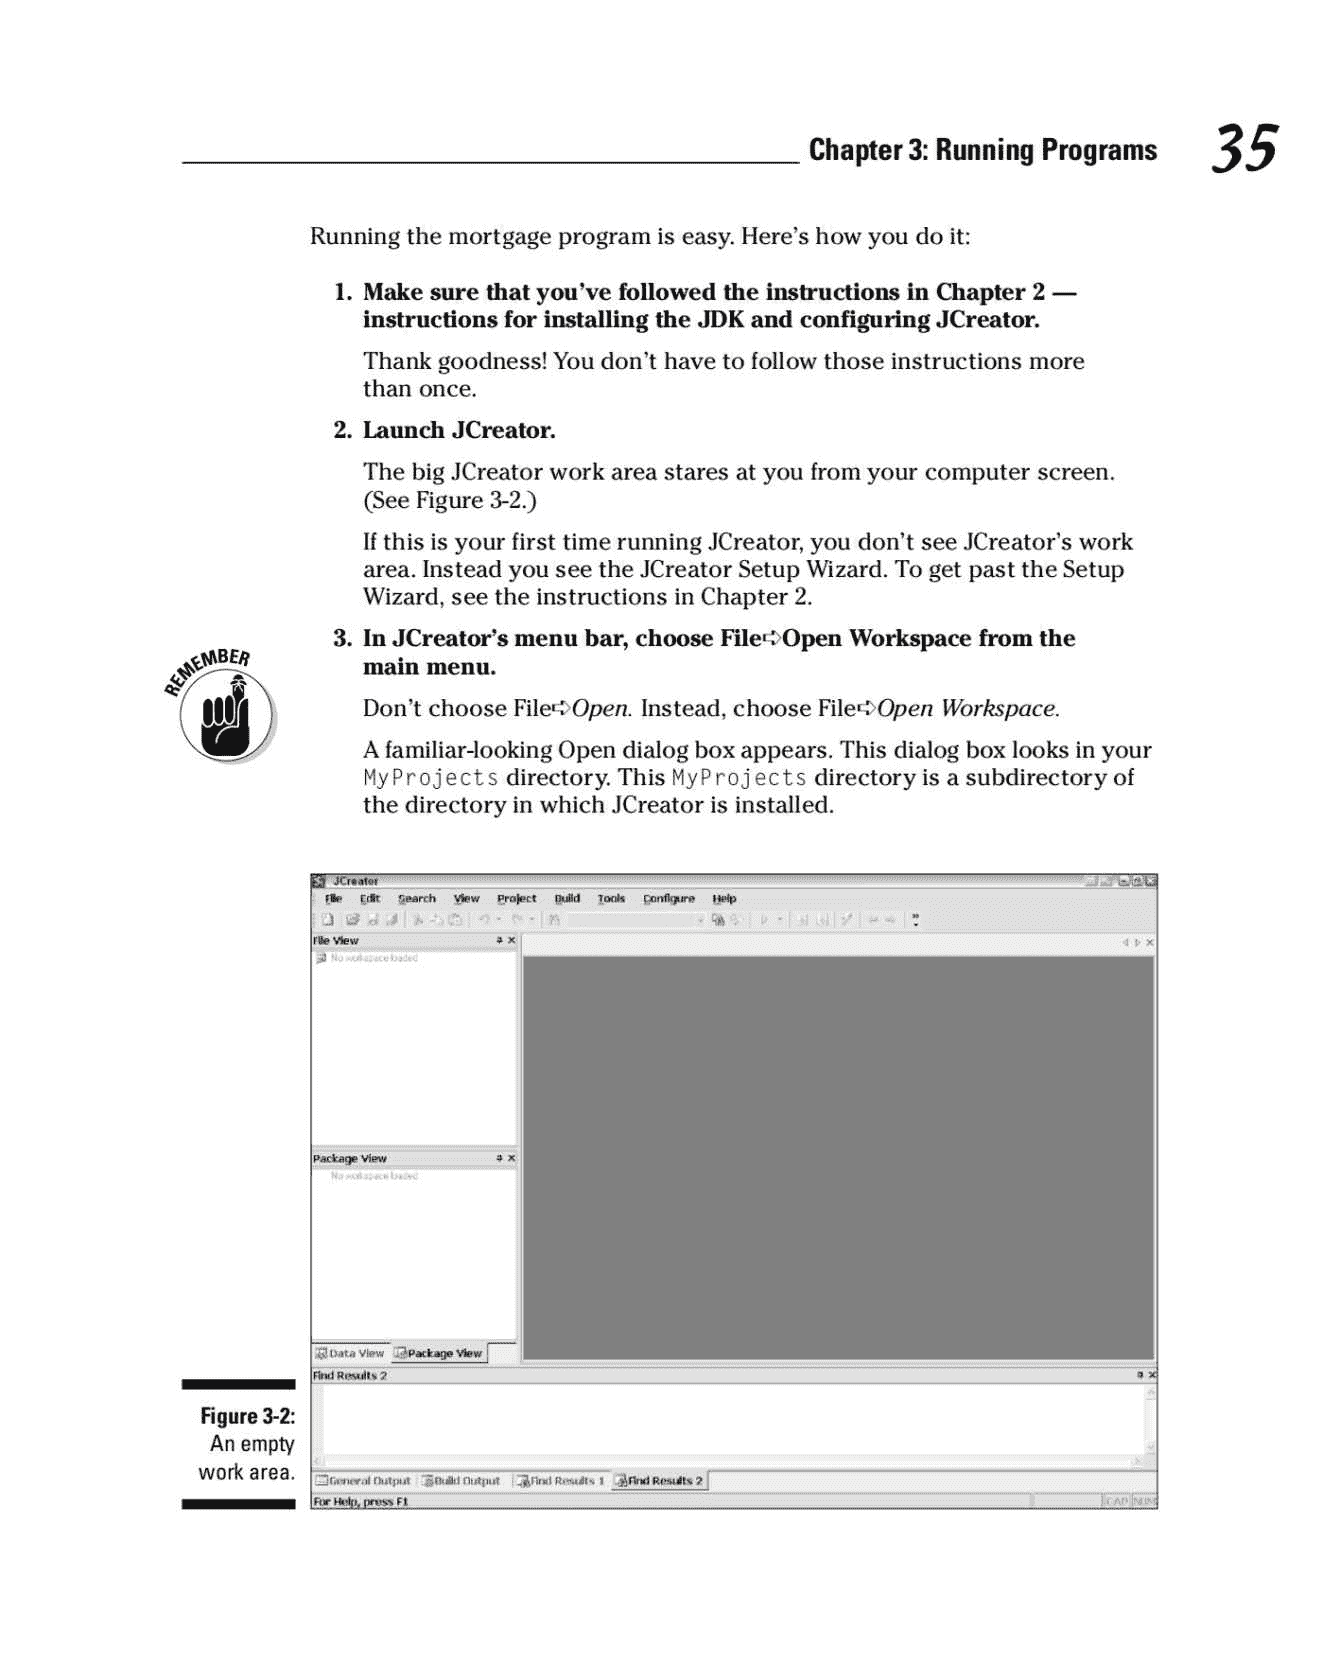 Chapter 3: Running Programs 35
Running the mortgage program is easy. Here's how you do it:
1. Make sure that you've followed the instructions in Chapter 2 —
instructions for installing the JDK and configuring JCreator.
Thank goodness! You don't have to follow those instructions more
than once.
2. Launch JCreator.
The big JCreator work area stares at you from your computer screen.
(See Figure 3-2.)
If this is your first time running JCreator, you don't see JCreator's work
area. Instead you see the JCreator Setup Wizard. To get past the Setup
Wizard, see the instructions in Chapter 2.
3. In JCreator's menu bar, choose File➪Open Workspace from the
main menu.
REMEMBER
Don't choose File➪Open. Instead, choose File➪Open Workspace.
A familiar-looking Open dialog box appears. This dialog box looks in your
MyProjects directory. This MyProjects directory is a subdirectory of
the directory in which JCreator is installed.
JCreator
File Edit Search View Project Build Tools Configure Help
File View
No workspace loaded
Package View
No workspace loaded
Data View Package View
Find Results 2
General Output Build Output Find Results 1 Find Results 2
For Help, press F1 CAP NUM
Figure 3-2:
An empty
work area.